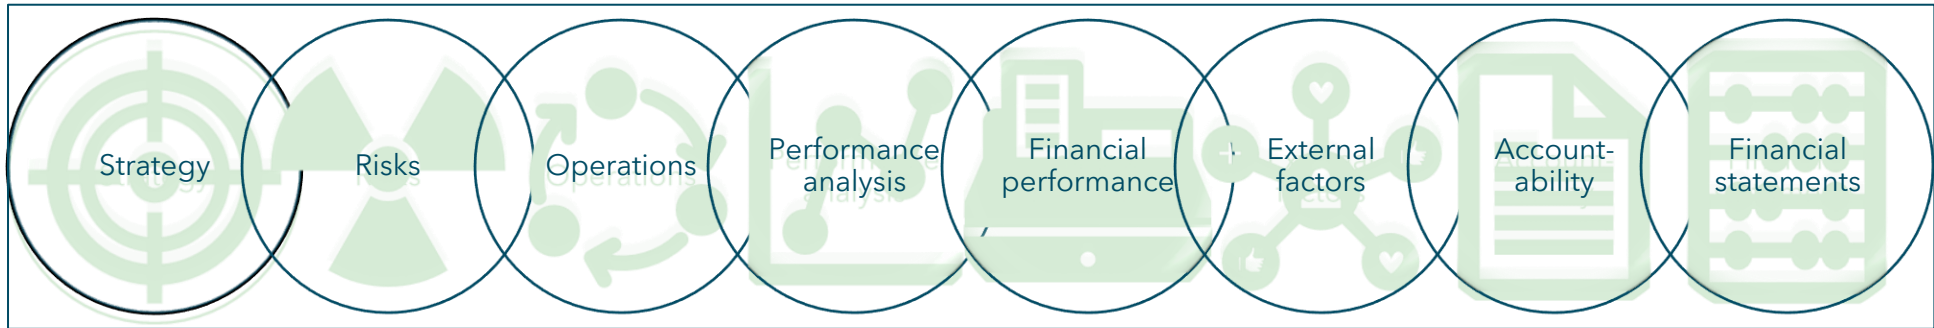 Strategy
Risks
Operations
Performance
analysis
Financial
performance
External
factors
Account-
ability
Financial
statements